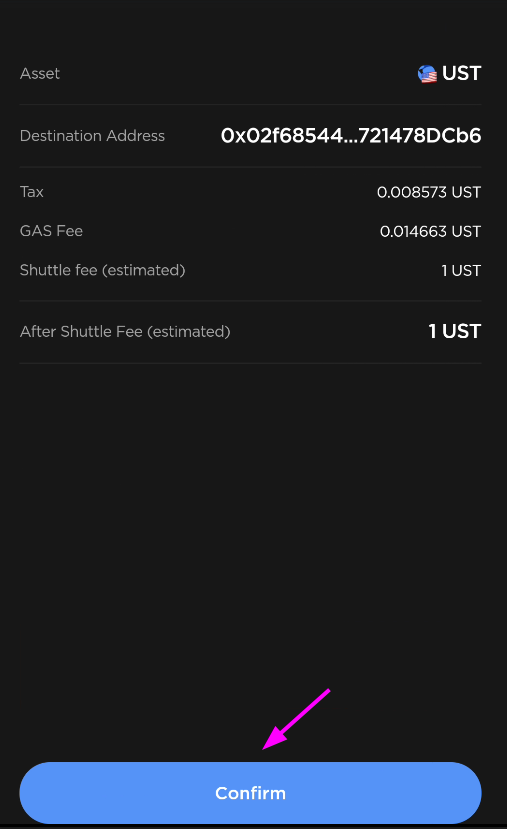 Asset UST
Destination Address 0x02f68544...721478DCb6
Tax 0.008573 UST
GAS Fee 0.014663 UST
Shuttle fee (estimated) 1 UST
After Shuttle Fee (estimated) 1 UST
Confirm